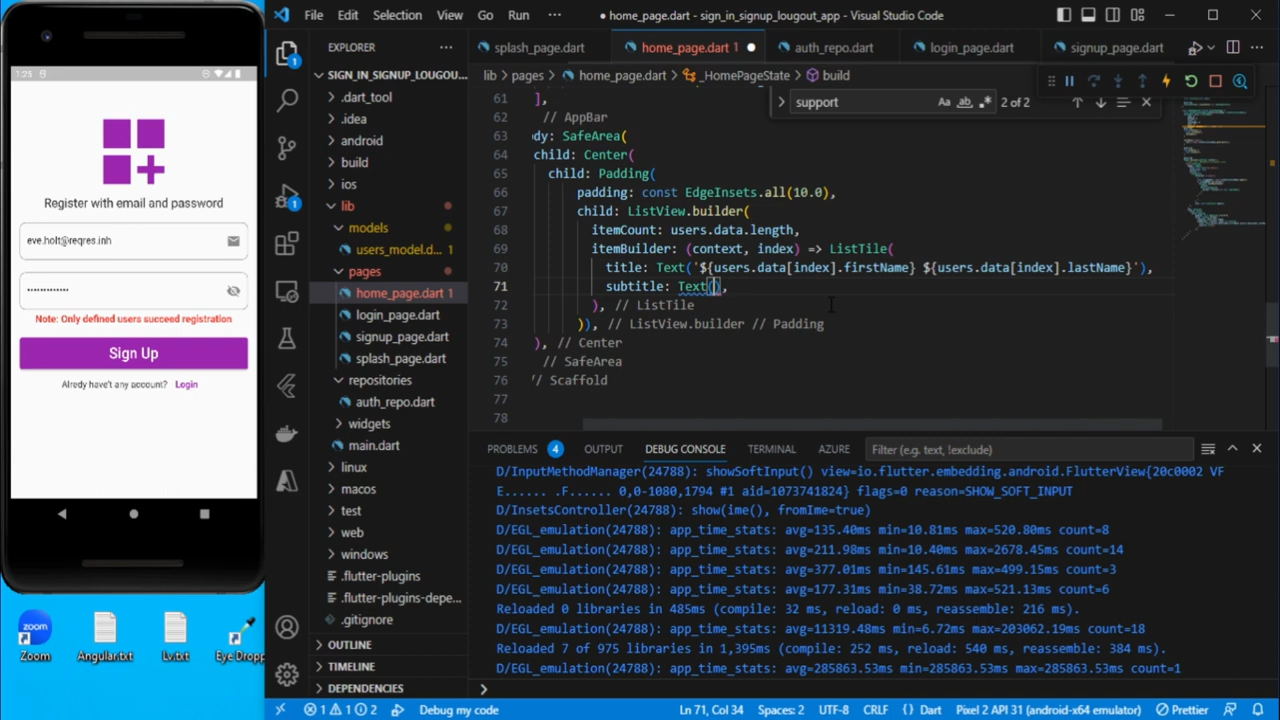 File Edit Selection View Go Run ··· ● home_page.dart - sign_in_signup_lougout_app - Visual Studio Code
EXPLORER ···
splash_page.dart home_page.dart 1 ● auth_repo.dart login_page.dart signup_page.dart
lib > pages > home_page.dart > _HomePageState > build
support 2 of 2
SIGN_IN_SIGNUP_LOUGOU...
.dart_tool
.idea
android
build
ios
lib
models
users_model.d... 1
pages
home_page.dart 1
login_page.dart
signup_page.dart
splash_page.dart
repositories
auth_repo.dart
widgets
main.dart
linux
macos
test
web
windows
.flutter-plugins
.flutter-plugins-depe...
.gitignore
OUTLINE
TIMELINE
DEPENDENCIES
61 ],
62 // AppBar
63 dy: SafeArea(
64 child: Center(
65 child: Padding(
66 padding: const EdgeInsets.all(10.0),
67 child: ListView.builder(
68 itemCount: users.data.length,
69 itemBuilder: (context, index) => ListTile(
70 title: Text('${users.data[index].firstName} ${users.data[index].lastName}'),
71 subtitle: Text(),
72 ), // ListTile
73 )), // ListView.builder // Padding
74 ), // Center
75 // SafeArea
76 // Scaffold
77
78
PROBLEMS 4 OUTPUT DEBUG CONSOLE TERMINAL AZURE Filter (e.g. text, !exclude)
D/InputMethodManager(24788): showSoftInput() view=io.flutter.embedding.android.FlutterView{20c0002 VF
E...... .F...... 0,0-1080,1794 #1 aid=1073741824} flags=0 reason=SHOW_SOFT_INPUT
D/InsetsController(24788): show(ime(), fromIme=true)
D/EGL_emulation(24788): app_time_stats: avg=135.40ms min=10.81ms max=520.80ms count=8
D/EGL_emulation(24788): app_time_stats: avg=211.98ms min=10.40ms max=2678.45ms count=14
D/EGL_emulation(24788): app_time_stats: avg=377.01ms min=145.61ms max=499.15ms count=3
D/EGL_emulation(24788): app_time_stats: avg=177.31ms min=38.72ms max=521.13ms count=6
Reloaded 0 libraries in 485ms (compile: 32 ms, reload: 0 ms, reassemble: 216 ms).
D/EGL_emulation(24788): app_time_stats: avg=11319.48ms min=6.72ms max=203062.19ms count=18
Reloaded 7 of 975 libraries in 1,395ms (compile: 252 ms, reload: 540 ms, reassemble: 384 ms).
D/EGL_emulation(24788): app_time_stats: avg=285863.53ms min=285863.53ms max=285863.53ms count=1
1 1 2 Debug my code Ln 71, Col 34 Spaces: 2 UTF-8 CRLF {} Dart Pixel 2 API 31 (android-x64 emulator) Prettier
1:25
Register with email and password
eve.holt@reqres.inh
Note: Only defined users succeed registration
Sign Up
Alredy hav't any account? Login
zoom
Zoom Angular.txt Lv.txt Eye Dropp